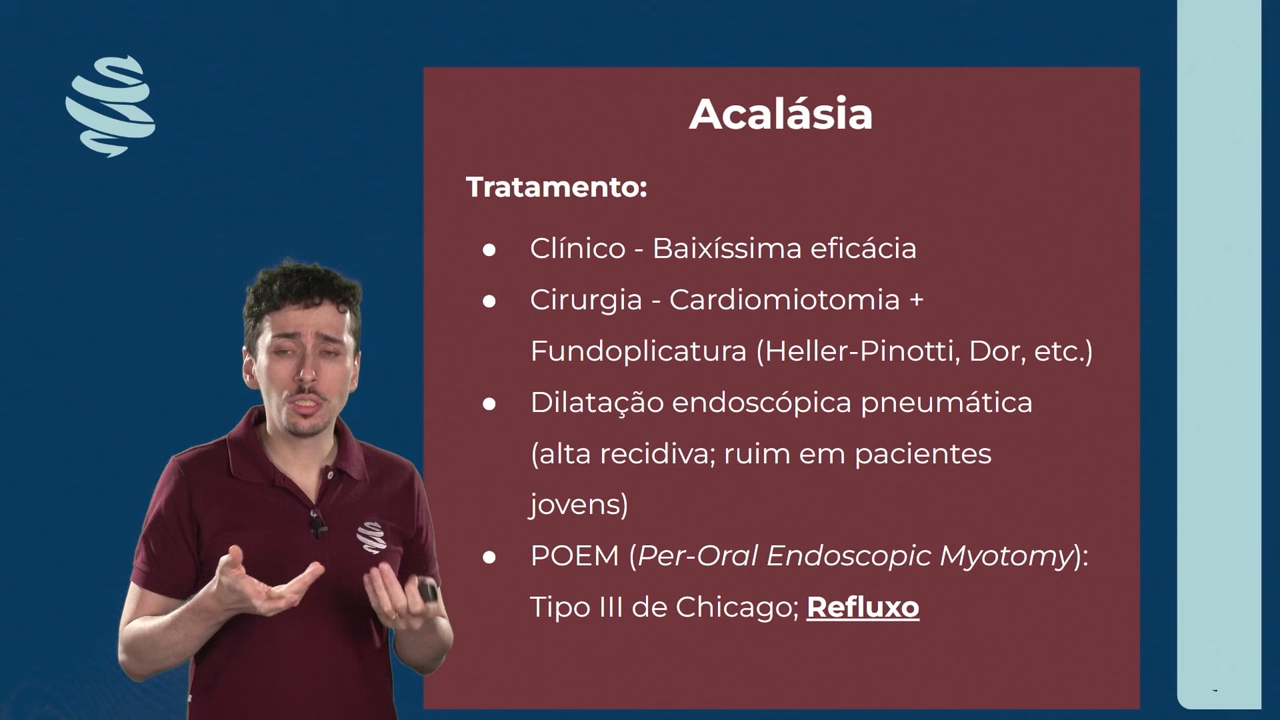 Acalásia
Tratamento:
● Clínico - Baixíssima eficácia
● Cirurgia - Cardiomiotomia +
Fundoplicatura (Heller-Pinotti, Dor, etc.)
● Dilatação endoscópica pneumática
(alta recidiva; ruim em pacientes
jovens)
● POEM (Per-Oral Endoscopic Myotomy):
Tipo III de Chicago; Refluxo